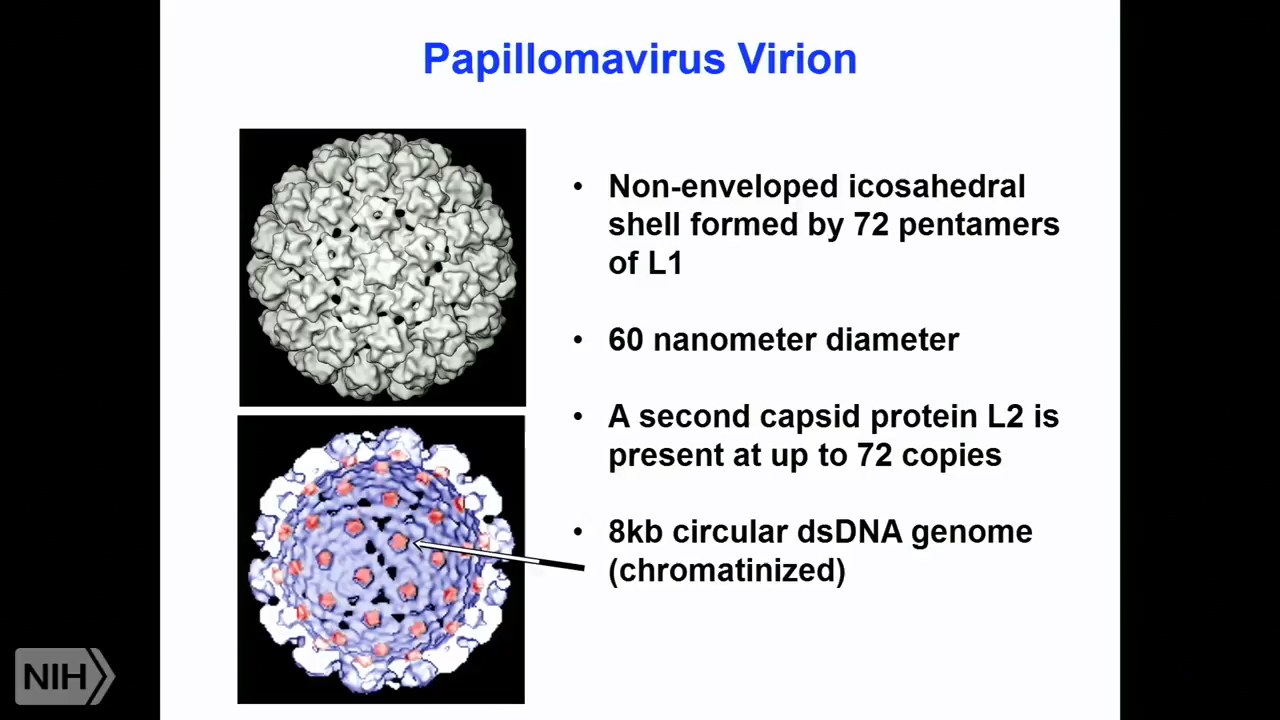 Papillomavirus Virion
• Non-enveloped icosahedral
shell formed by 72 pentamers
of L1
• 60 nanometer diameter
• A second capsid protein L2 is
present at up to 72 copies
• 8kb circular dsDNA genome
(chromatinized)
NIH